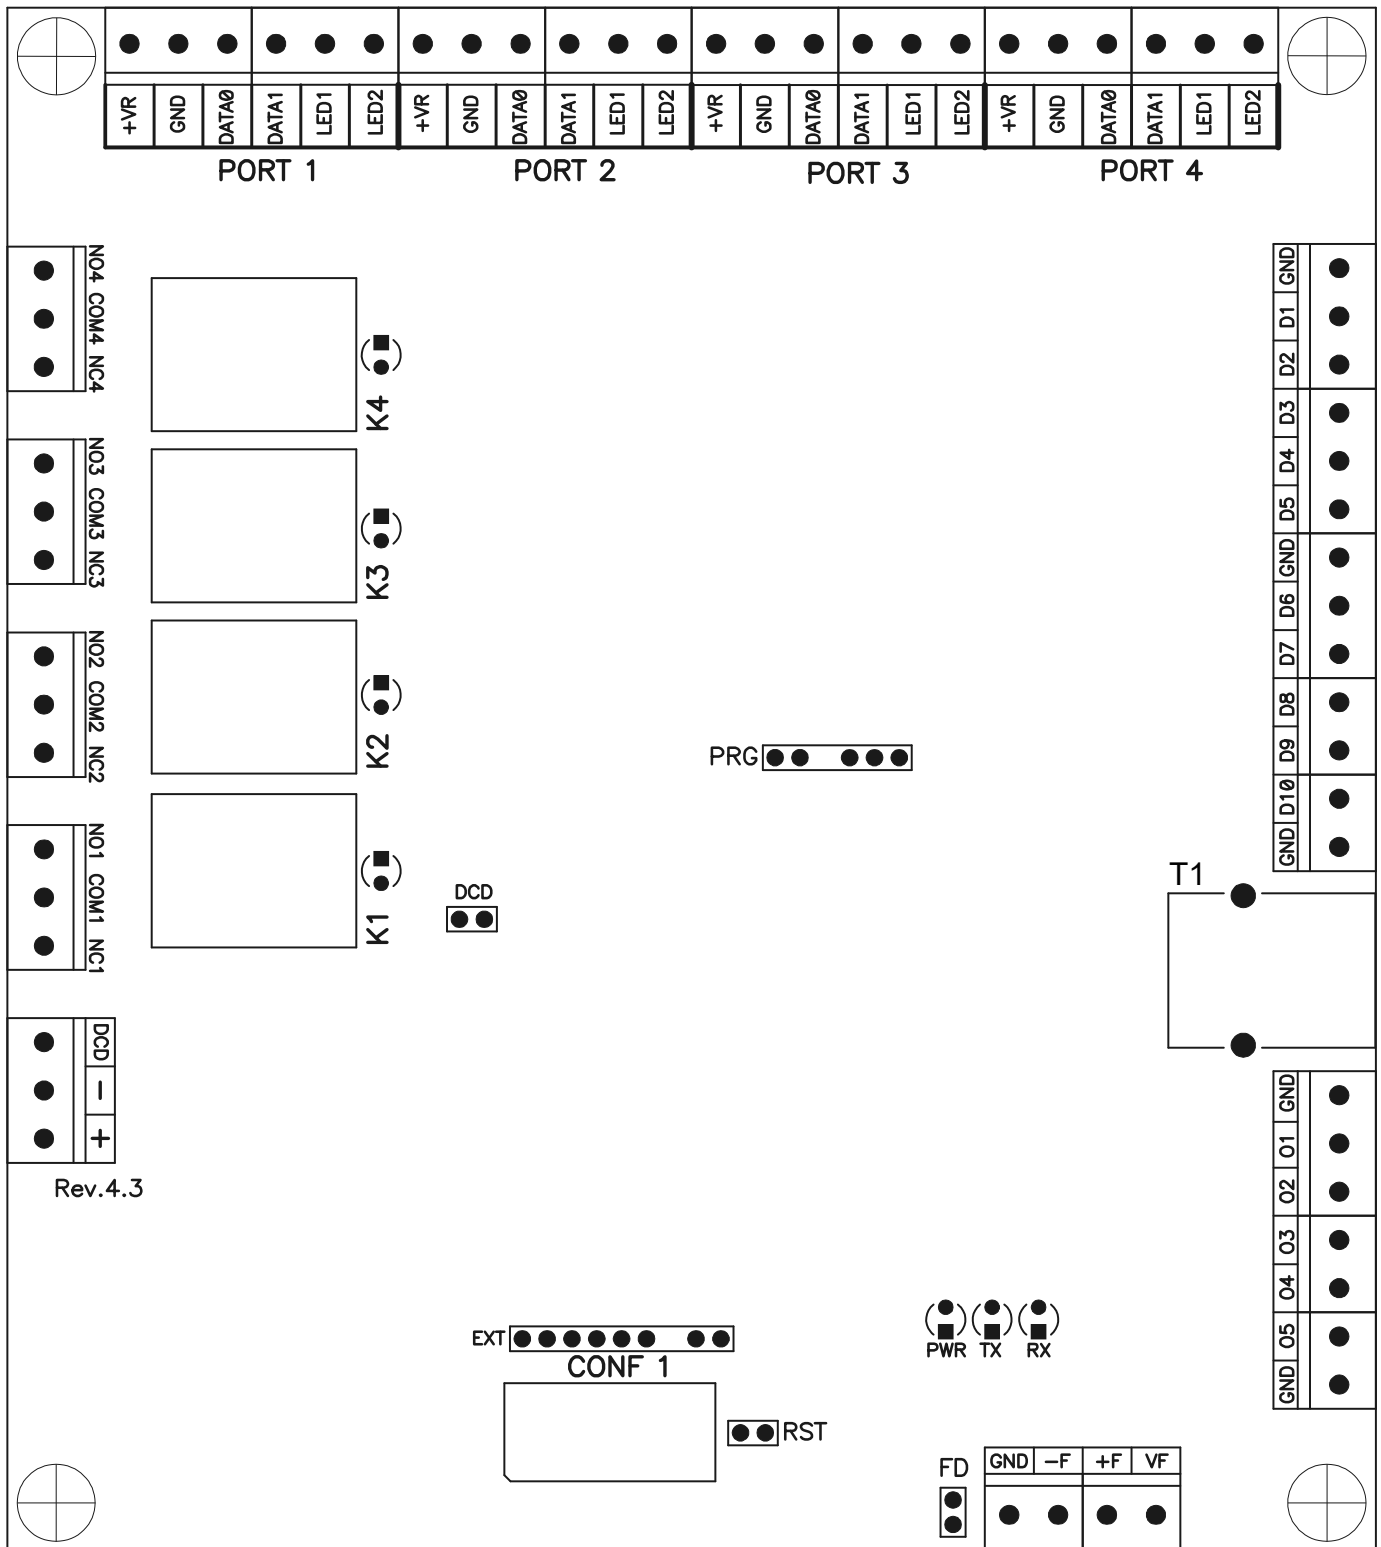 +VR GND DATA0 DATA1 LED1 LED2 +VR GND DATA0 DATA1 LED1 LED2 +VR GND DATA0 DATA1 LED1 LED2 +VR GND DATA0 DATA1 LED1 LED2
PORT 1 PORT 2 PORT 3 PORT 4
NO4 COM4 NC4
K4
NO3 COM3 NC3
K3
NO2 COM2 NC2
K2
NO1 COM1 NC1
K1
DCD
DCD - +
Rev.4.3
PRG
GND D1 D2 D3 D4 D5 GND D6 D7 D8 D9 D10 GND
T1
GND O1 O2 O3 O4 O5 GND
EXT
CONF 1
RST
PWR TX RX
FD
GND -F +F VF